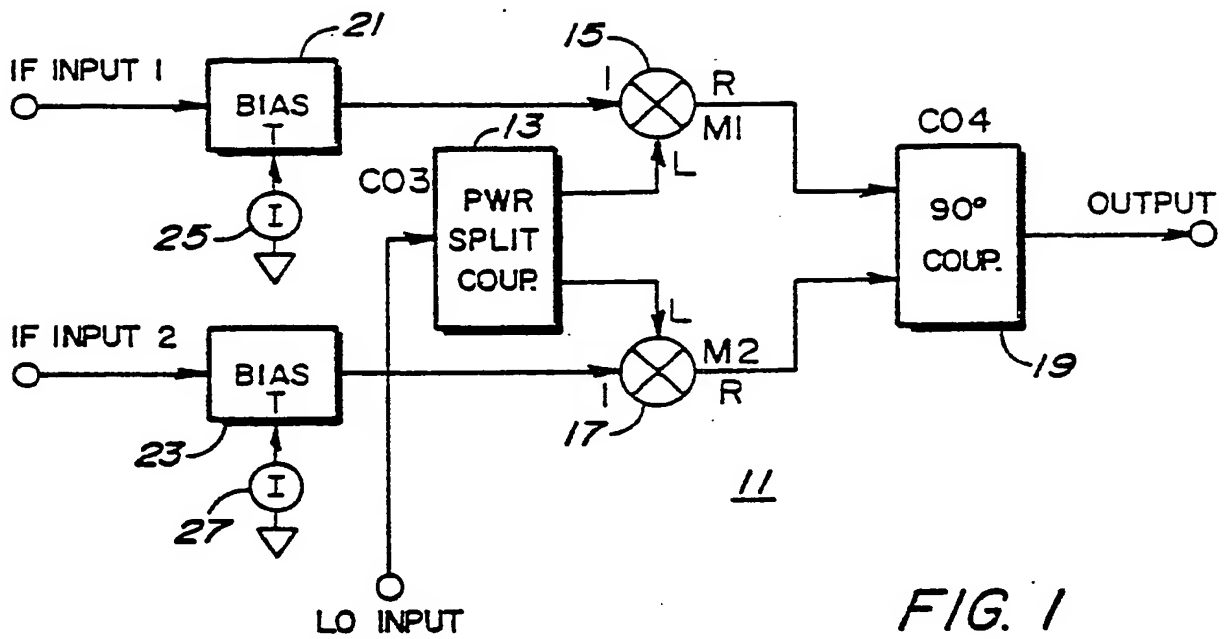 21
IF INPUT 1
BIAS
T
I
25
13
CO3
PWR
SPLIT
COUP.
15
I
R
M1
L
CO4
90°
COUP.
19
OUTPUT
IF INPUT 2
BIAS
T
23
I
27
L
I
M2
R
17
11
LO INPUT
FIG. 1